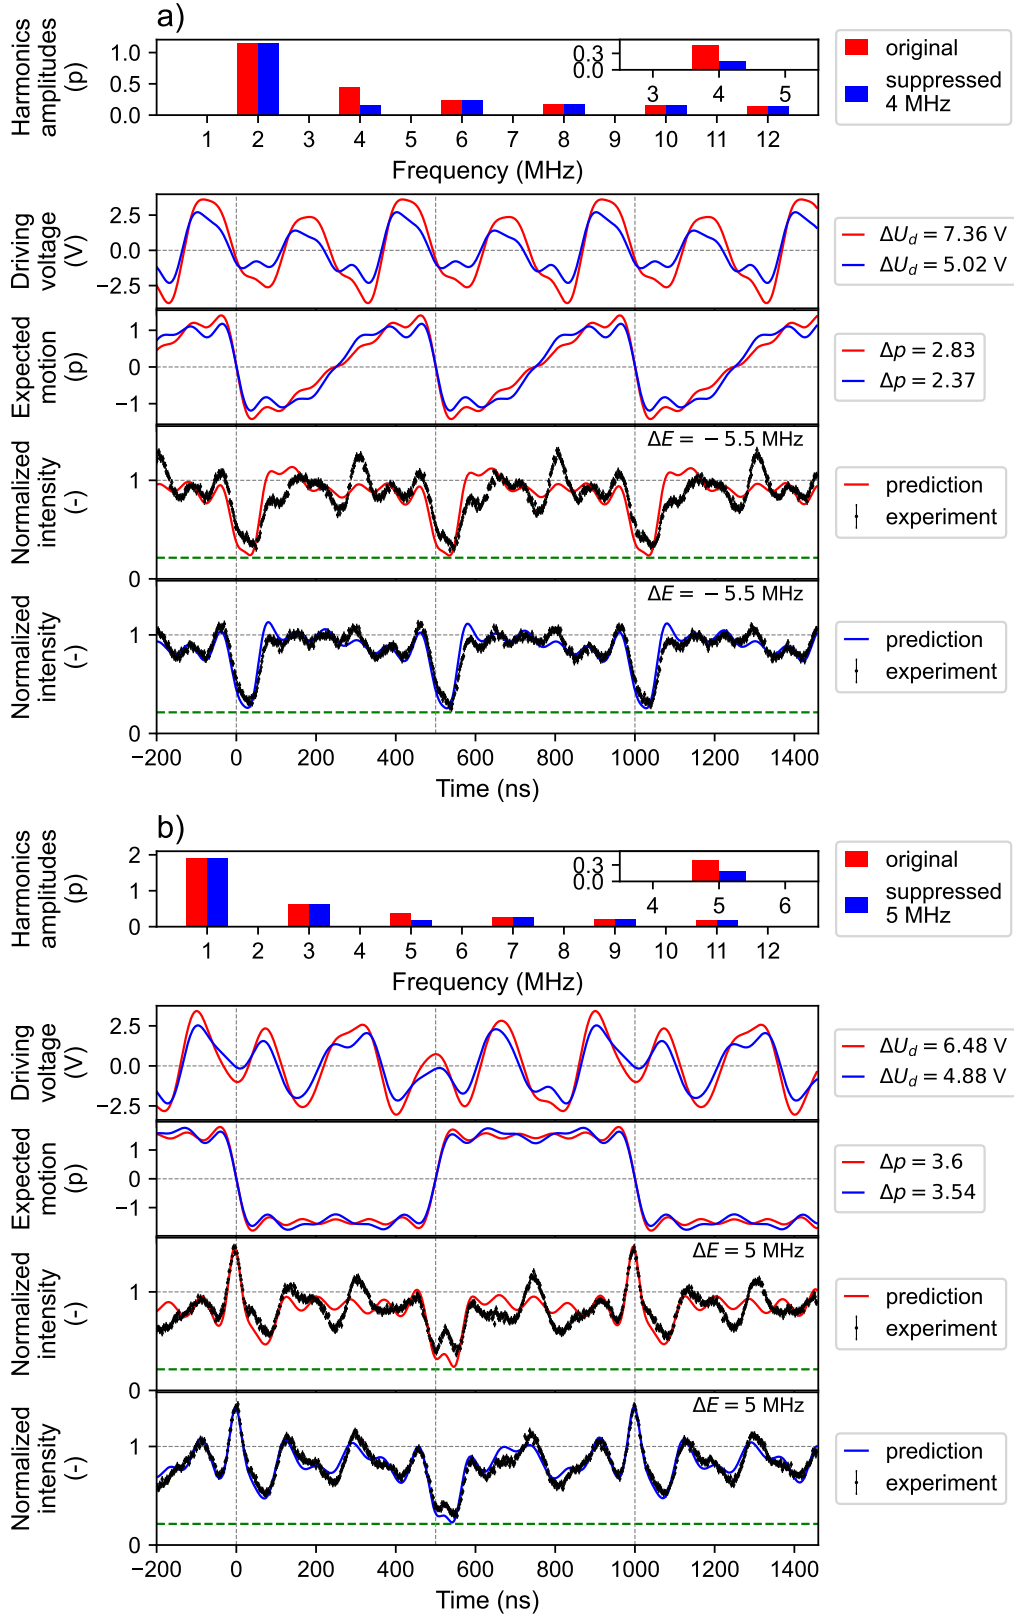 a)
Harmonics
amplitudes
(p)
1.0
0.5
0.0
0.3
0.0
3 4 5
1 2 3 4 5 6 7 8 9 10 11 12
Frequency (MHz)
original
suppressed
4 MHz
Driving
voltage
(V)
2.5
0.0
−2.5
ΔU_d = 7.36 V
ΔU_d = 5.02 V
Expected
motion
(p)
1
0
−1
Δp = 2.83
Δp = 2.37
Normalized
intensity
(-)
1
0
ΔE = −5.5 MHz
prediction
experiment
Normalized
intensity
(-)
1
0
ΔE = −5.5 MHz
prediction
experiment
−200 0 200 400 600 800 1000 1200 1400
Time (ns)
b)
Harmonics
amplitudes
(p)
2
1
0
0.3
0.0
4 5 6
1 2 3 4 5 6 7 8 9 10 11 12
Frequency (MHz)
original
suppressed
5 MHz
Driving
voltage
(V)
2.5
0.0
−2.5
ΔU_d = 6.48 V
ΔU_d = 4.88 V
Expected
motion
(p)
1
0
−1
Δp = 3.6
Δp = 3.54
Normalized
intensity
(-)
1
0
ΔE = 5 MHz
prediction
experiment
Normalized
intensity
(-)
1
0
ΔE = 5 MHz
prediction
experiment
−200 0 200 400 600 800 1000 1200 1400
Time (ns)